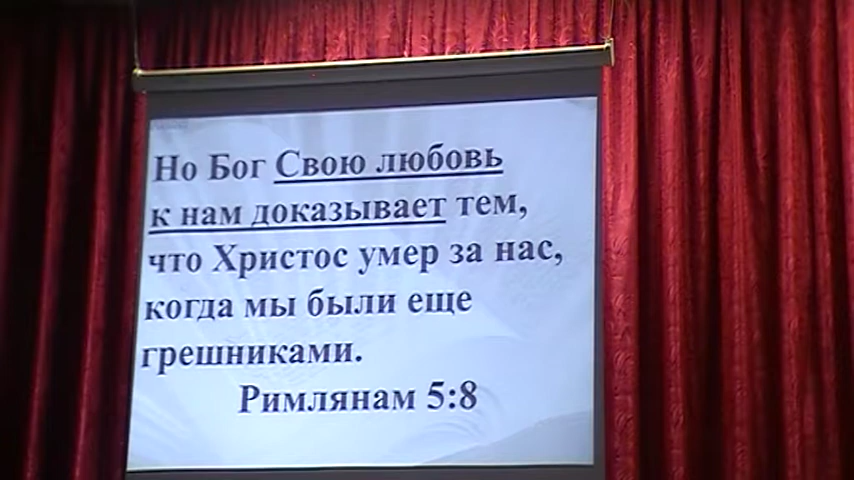 Но Бог Свою любовь
к нам доказывает тем,
что Христос умер за нас,
когда мы были еще
грешниками.
Римлянам 5:8